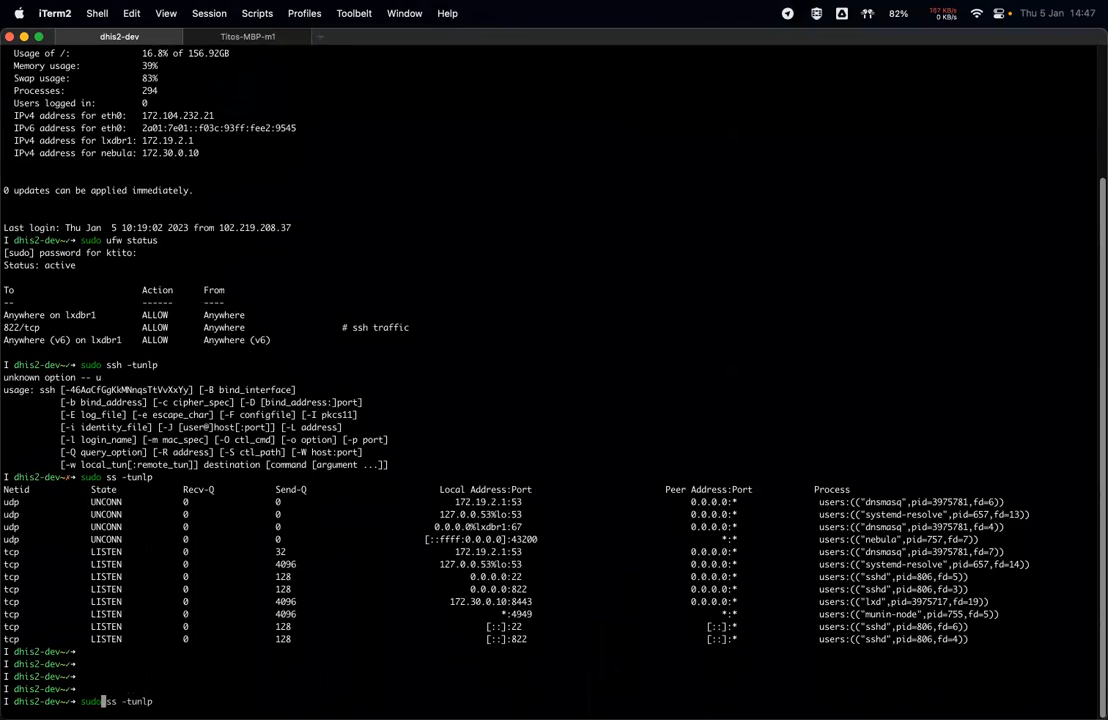 iTerm2 Shell Edit View Session Scripts Profiles Toolbelt Window Help 82% 167 KB/s 0 KB/s Thu 5 Jan 14:47
dhis2-dev Titos-MBP-m1
Usage of /: 16.8% of 156.92GB
Memory usage: 39%
Swap usage: 83%
Processes: 294
Users logged in: 0
IPv4 address for eth0: 172.104.232.21
IPv6 address for eth0: 2a01:7e01::f03c:93ff:fee2:9545
IPv4 address for lxdbr1: 172.19.2.1
IPv4 address for nebula: 172.30.0.10
0 updates can be applied immediately.
Last login: Thu Jan  5 10:19:02 2023 from 102.219.208.37
I dhis2-dev~✓➜ sudo ufw status
[sudo] password for ktito:
Status: active
To Action From
-- ------ ----
Anywhere on lxdbr1 ALLOW Anywhere
822/tcp ALLOW Anywhere # ssh traffic
Anywhere (v6) on lxdbr1 ALLOW Anywhere (v6)
I dhis2-dev~✓➜ sudo ssh -tunlp
unknown option -- u
usage: ssh [-46AaCfGgKkMNnqsTtVvXxYy] [-B bind_interface]
[-b bind_address] [-c cipher_spec] [-D [bind_address:]port]
[-E log_file] [-e escape_char] [-F configfile] [-I pkcs11]
[-i identity_file] [-J [user@]host[:port]] [-L address]
[-l login_name] [-m mac_spec] [-O ctl_cmd] [-o option] [-p port]
[-Q query_option] [-R address] [-S ctl_path] [-W host:port]
[-w local_tun[:remote_tun]] destination [command [argument ...]]
I dhis2-dev~✗➜ sudo ss -tunlp
Netid State Recv-Q Send-Q Local Address:Port Peer Address:Port Process
udp UNCONN 0 0 172.19.2.1:53 0.0.0.0:* users:(("dnsmasq",pid=3975781,fd=6))
udp UNCONN 0 0 127.0.0.53%lo:53 0.0.0.0:* users:(("systemd-resolve",pid=657,fd=13))
udp UNCONN 0 0 0.0.0.0%lxdbr1:67 0.0.0.0:* users:(("dnsmasq",pid=3975781,fd=4))
udp UNCONN 0 0 [::ffff:0.0.0.0]:43200 *:* users:(("nebula",pid=757,fd=7))
tcp LISTEN 0 32 172.19.2.1:53 0.0.0.0:* users:(("dnsmasq",pid=3975781,fd=7))
tcp LISTEN 0 4096 127.0.0.53%lo:53 0.0.0.0:* users:(("systemd-resolve",pid=657,fd=14))
tcp LISTEN 0 128 0.0.0.0:22 0.0.0.0:* users:(("sshd",pid=806,fd=5))
tcp LISTEN 0 128 0.0.0.0:822 0.0.0.0:* users:(("sshd",pid=806,fd=3))
tcp LISTEN 0 4096 172.30.0.10:8443 0.0.0.0:* users:(("lxd",pid=3975717,fd=19))
tcp LISTEN 0 4096 *:4949 *:* users:(("munin-node",pid=755,fd=5))
tcp LISTEN 0 128 [::]:22 [::]:* users:(("sshd",pid=806,fd=6))
tcp LISTEN 0 128 [::]:822 [::]:* users:(("sshd",pid=806,fd=4))
I dhis2-dev~✓➜
I dhis2-dev~✓➜
I dhis2-dev~✓➜
I dhis2-dev~✓➜
I dhis2-dev~✓➜ sudo ss -tunlp